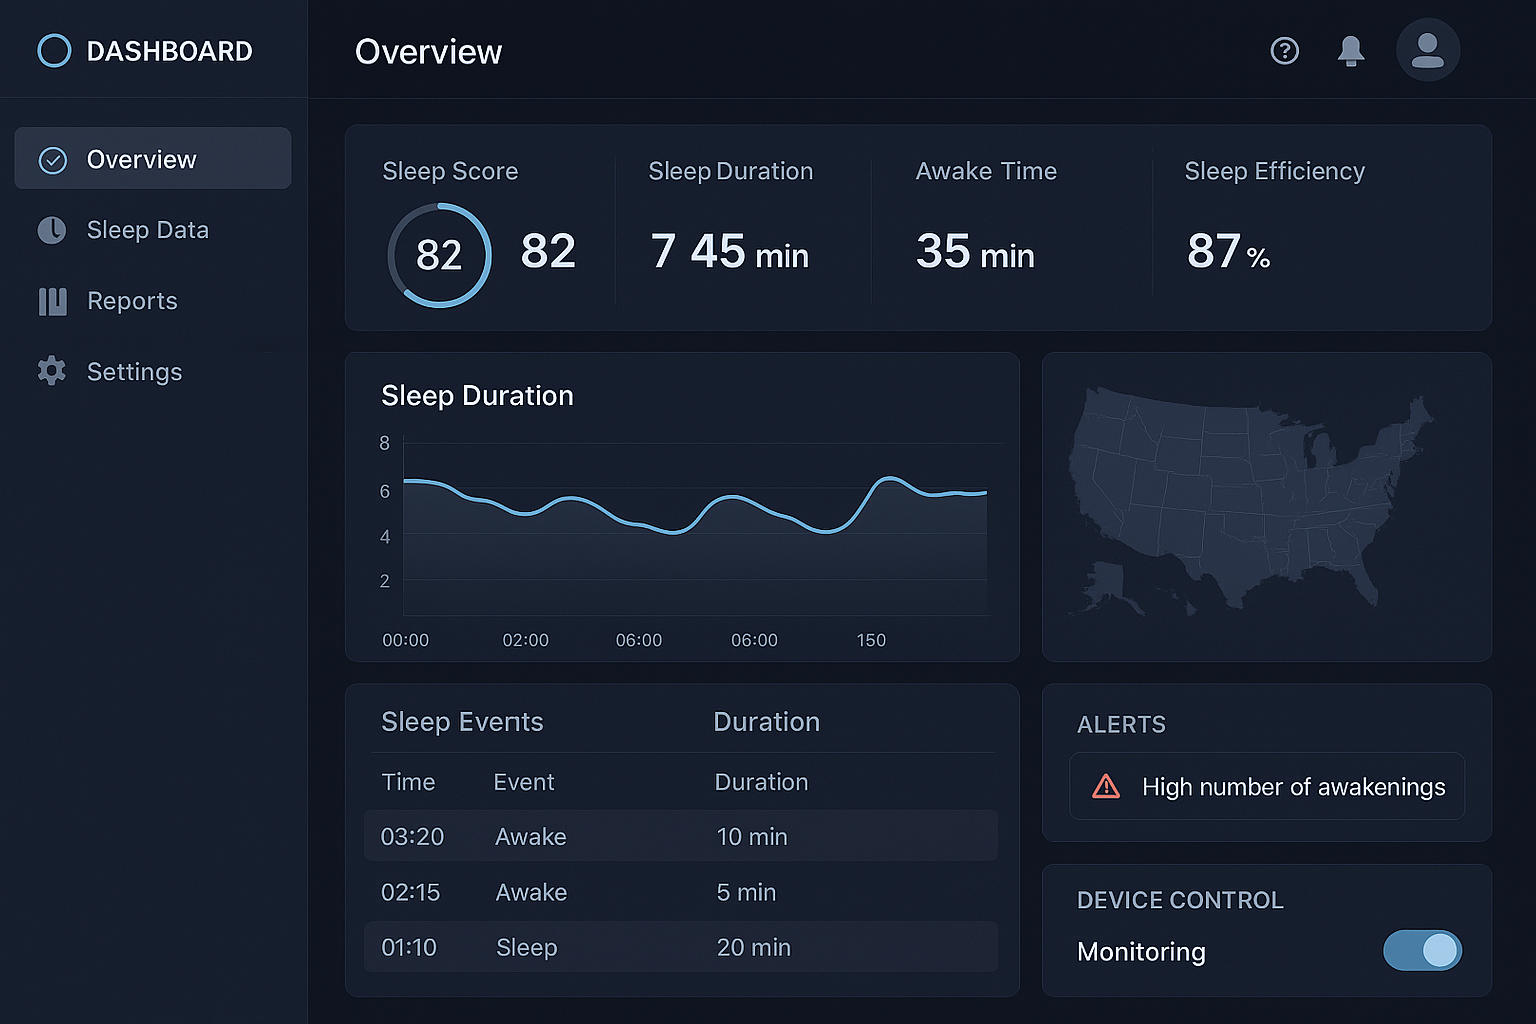 DASHBOARD
Overview
Sleep Data
Reports
Settings
Overview
Sleep Score
82
82
Sleep Duration
7 45 min
Awake Time
35 min
Sleep Efficiency
87 %
Sleep Duration
8
6
4
2
00:00 02:00 06:00 06:00 150
Sleep Events Duration
Time Event Duration
03:20 Awake 10 min
02:15 Awake 5 min
01:10 Sleep 20 min
ALERTS
High number of awakenings
DEVICE CONTROL
Monitoring